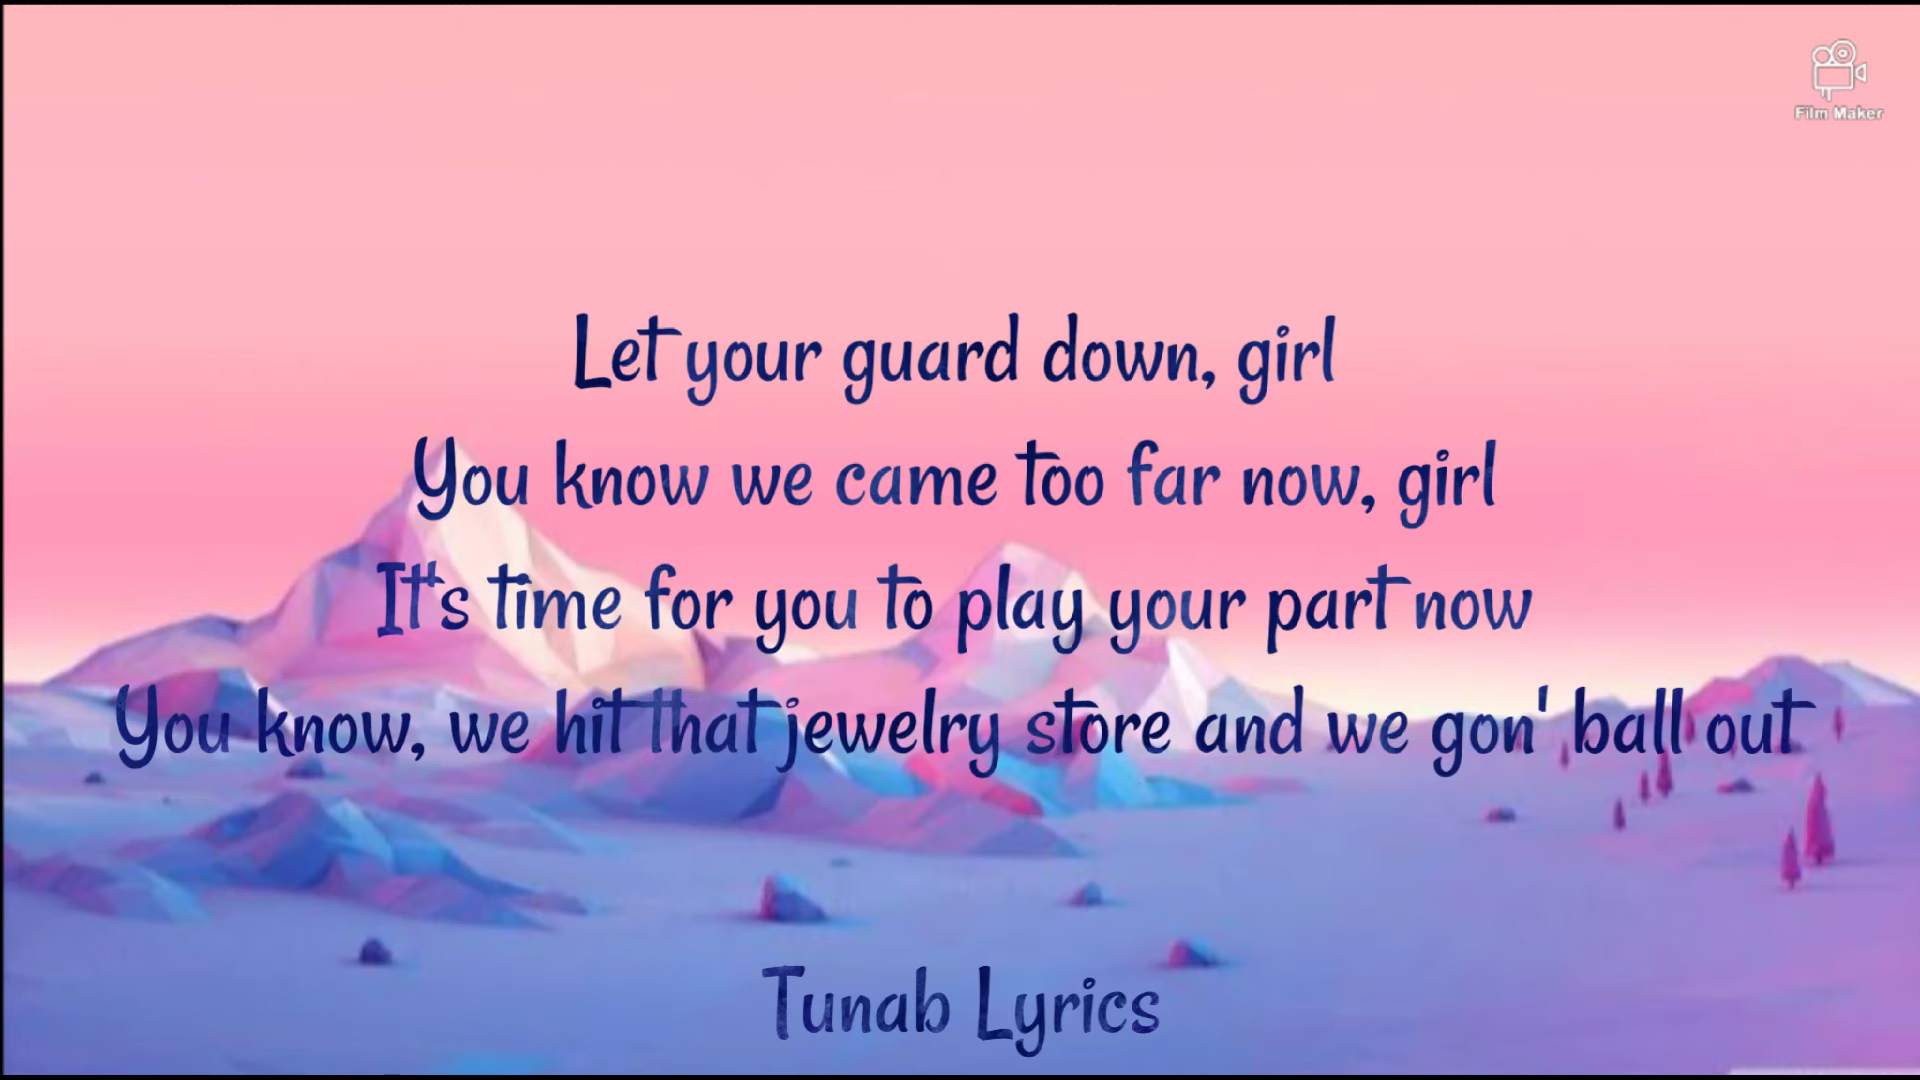 Film Maker
Let your guard down, girl
You know we came too far now, girl
It's time for you to play your part now
You know, we hit that jewelry store and we gon' ball out
Tunab Lyrics